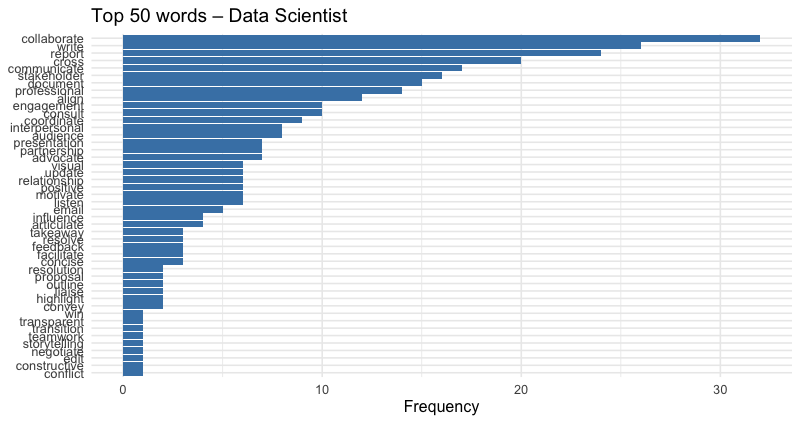 Top 50 words – Data Scientist
collaborate
write
report
cross
communicate
stakeholder
document
professional
align
engagement
consult
coordinate
interpersonal
audience
presentation
partnership
advocate
visual
update
relationship
positive
motivate
listen
email
influence
articulate
takeaway
resolve
feedback
facilitate
concise
resolution
proposal
outline
liaise
highlight
convey
win
transparent
transition
teamwork
storytelling
negotiate
edit
constructive
conflict
0 10 20 30
Frequency